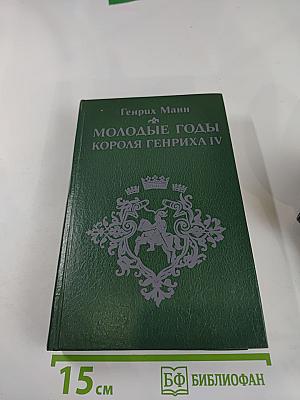 Генрих Манн
МОЛОДЫЕ ГОДЫ
КОРОЛЯ ГЕНРИХА IV
15 см
БФ БИБЛИОФАН